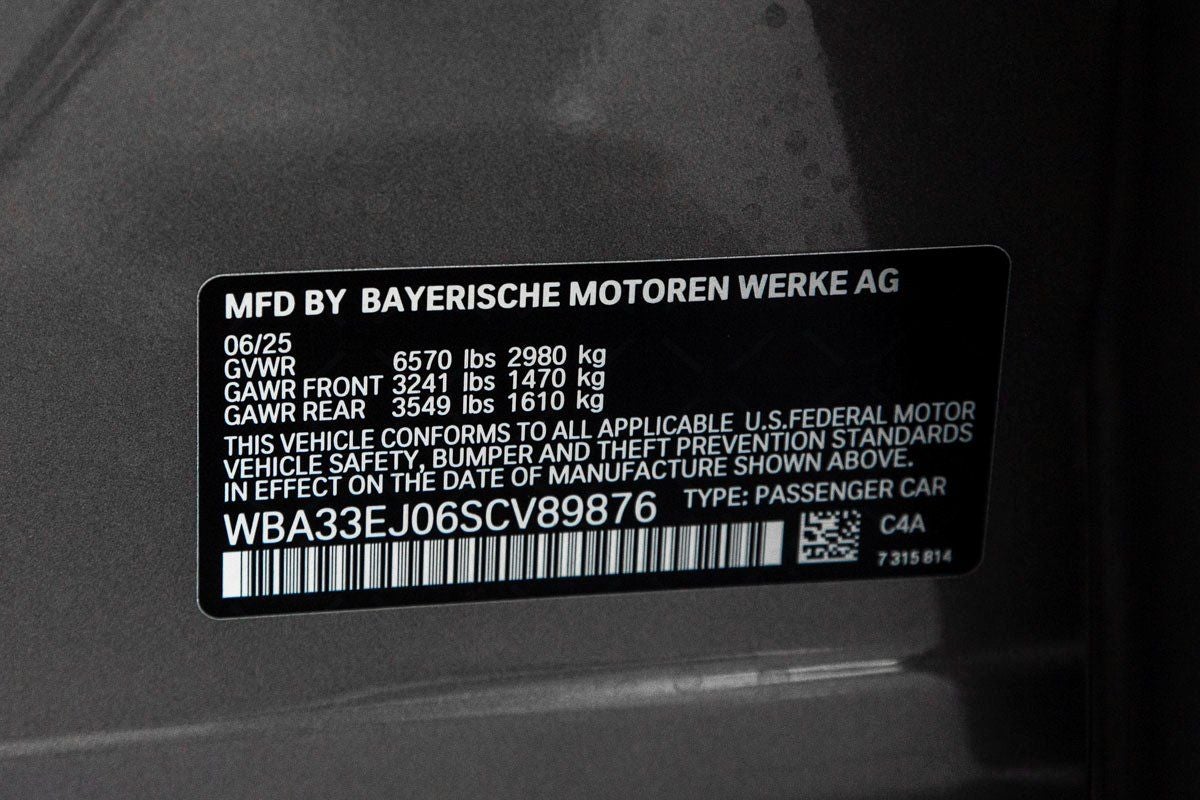 MFD BY BAYERISCHE MOTOREN WERKE AG
06/25
GVWR 6570 lbs 2980 kg
GAWR FRONT 3241 lbs 1470 kg
GAWR REAR 3549 lbs 1610 kg
THIS VEHICLE CONFORMS TO ALL APPLICABLE U.S.FEDERAL MOTOR
VEHICLE SAFETY, BUMPER AND THEFT PREVENTION STANDARDS
IN EFFECT ON THE DATE OF MANUFACTURE SHOWN ABOVE.
WBA33EJ06SCV89876 TYPE: PASSENGER CAR
C4A
7 315 814